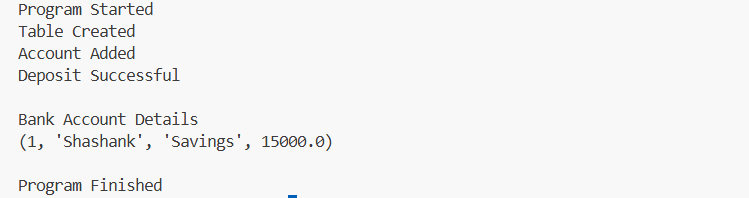 Program Started
Table Created
Account Added
Deposit Successful
Bank Account Details
(1, 'Shashank', 'Savings', 15000.0)
Program Finished